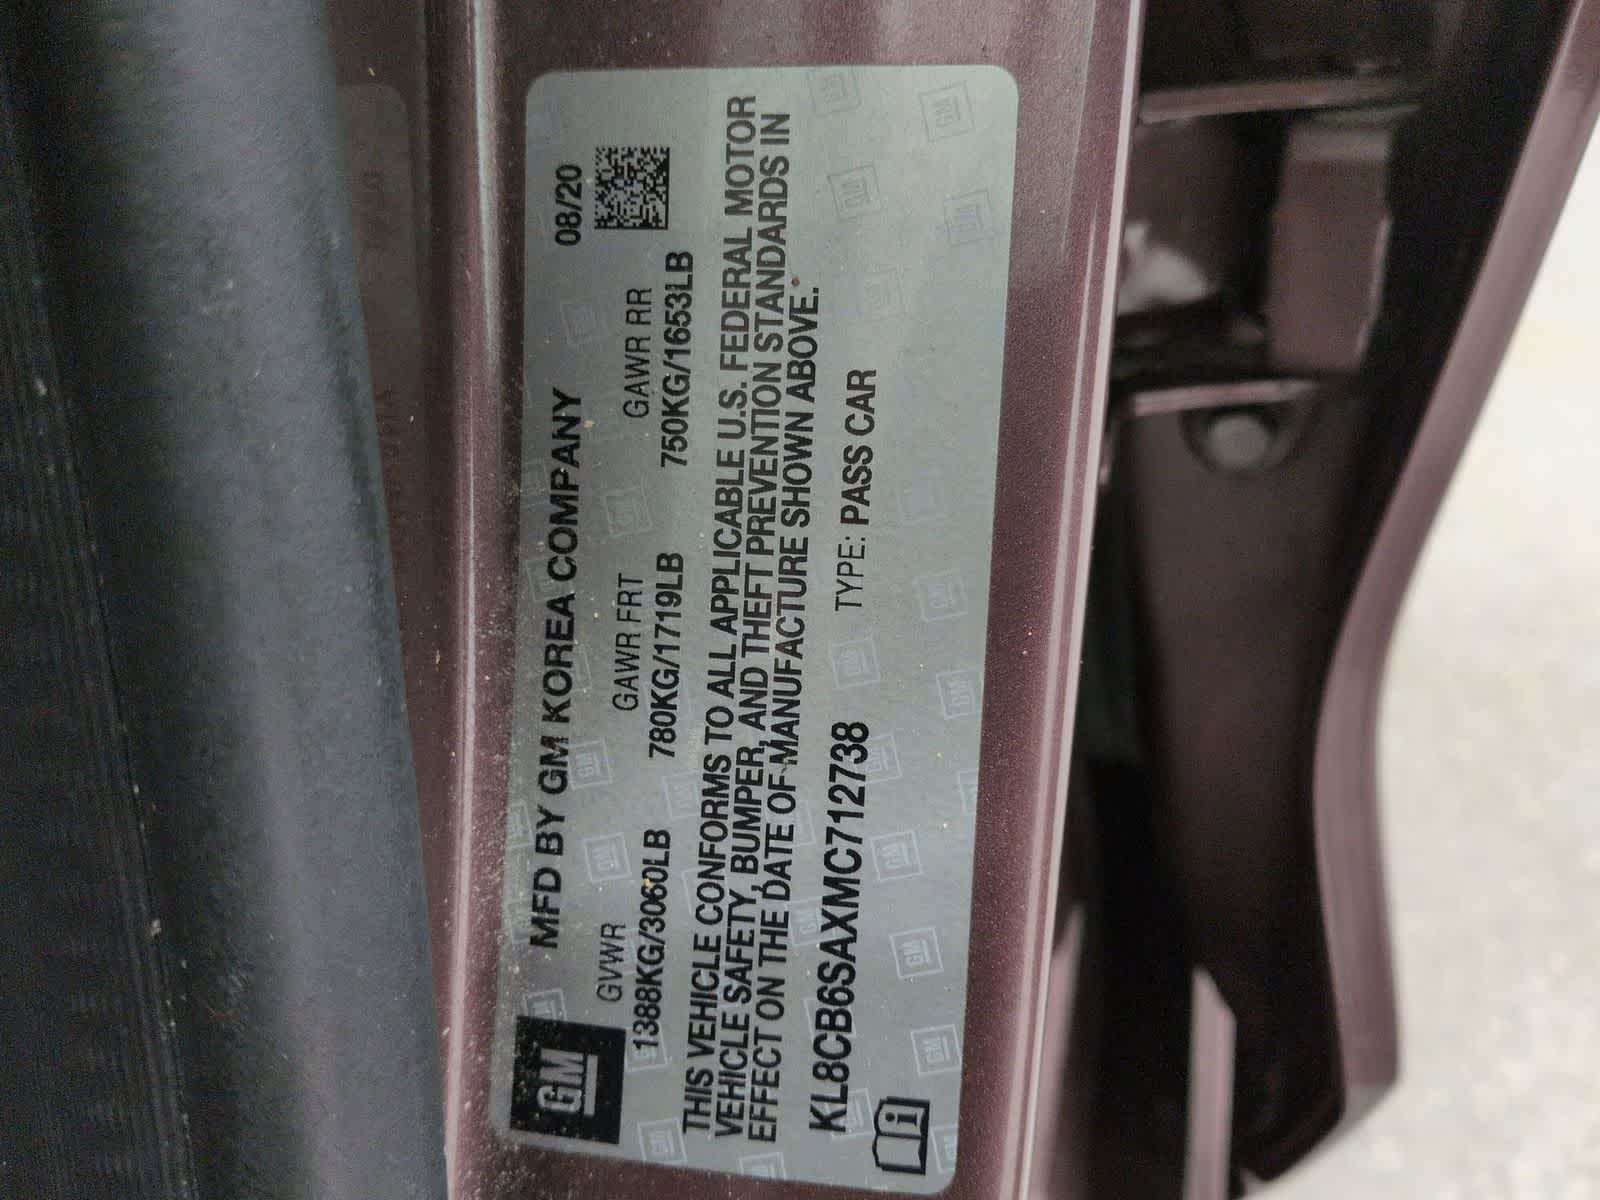 GM
MFD BY GM KOREA COMPANY 08/20
GVWR GAWR FRT GAWR RR
1388KG/3060LB 780KG/1719LB 750KG/1653LB
THIS VEHICLE CONFORMS TO ALL APPLICABLE U.S. FEDERAL MOTOR
VEHICLE SAFETY, BUMPER, AND THEFT PREVENTION STANDARDS IN
EFFECT ON THE DATE OF MANUFACTURE SHOWN ABOVE.
KL8CB6SAXMC712738 TYPE: PASS CAR